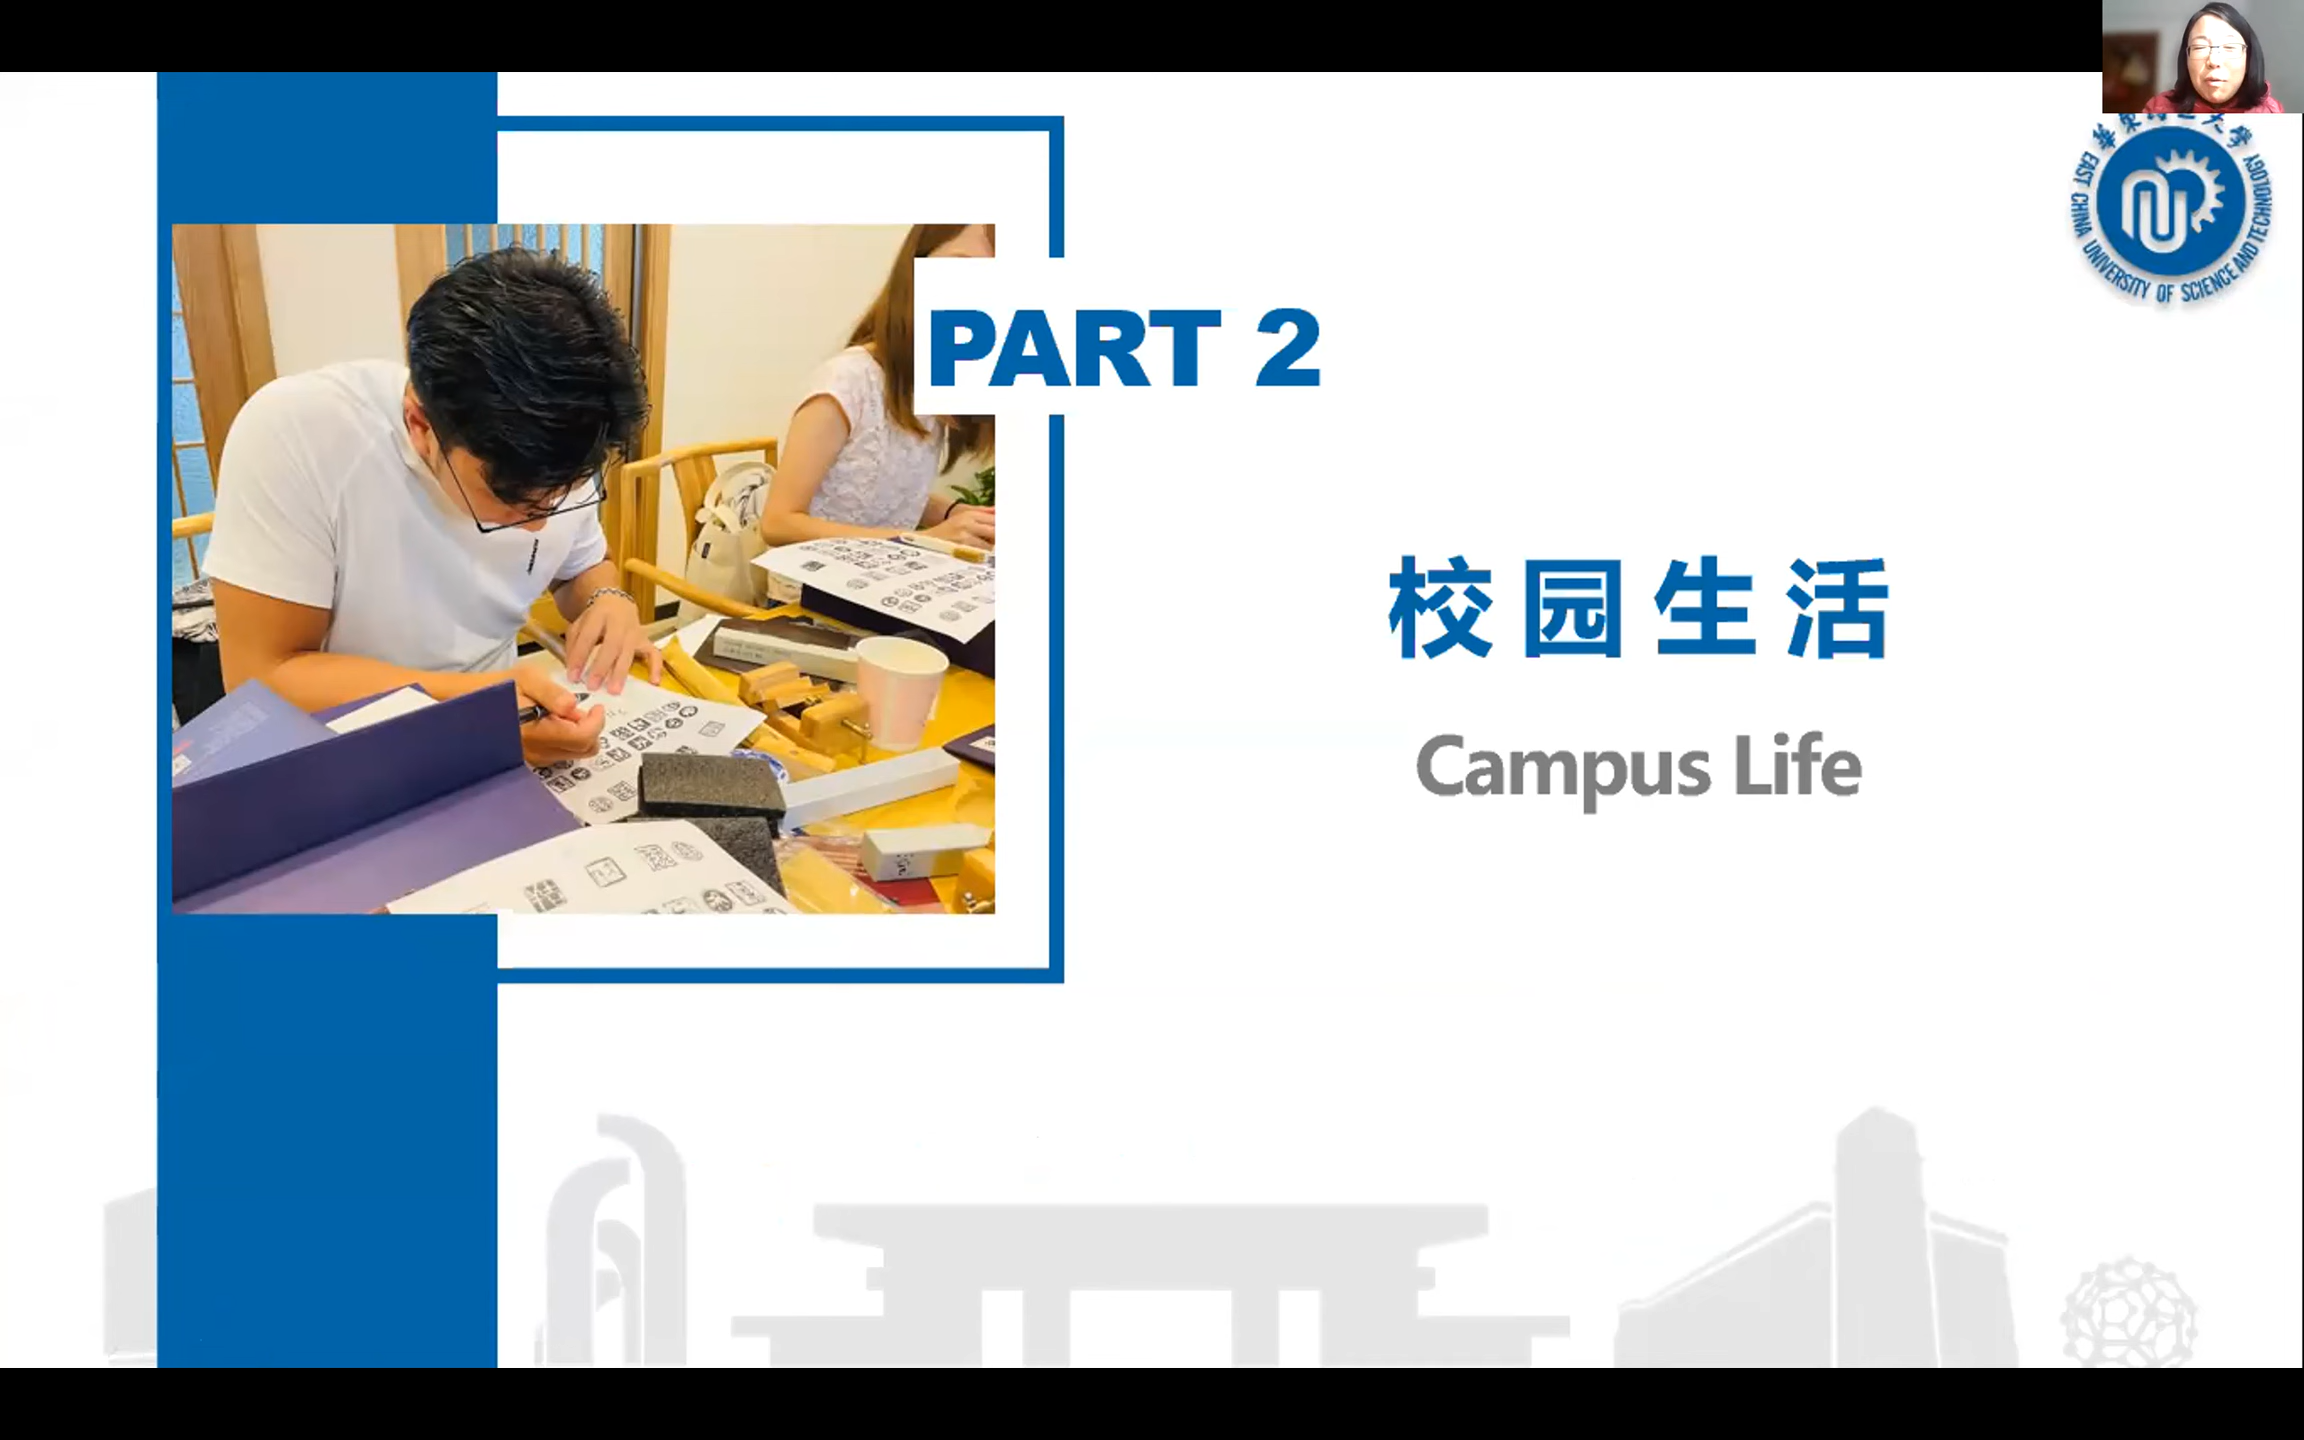 PART 2
校园生活
Campus Life
EAST CHINA UNIVERSITY OF SCIENCE AND TECHNOLOGY